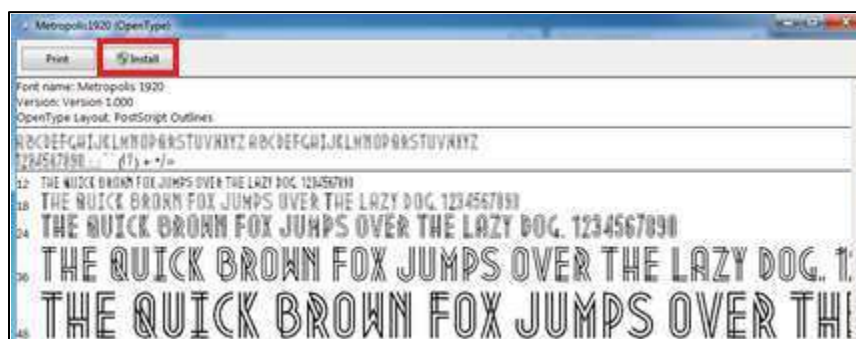 Metropolis1920 (OpenType)
Print Install
Font name: Metropolis 1920
Version: Version 1.000
OpenType Layout, PostScript Outlines
ABCDEFGHIJKLMNOPQRSTUVWXYZ ABCDEFGHIJKLMNOPQRSTUVWXYZ
1234567890
12 THE QUICK BROWN FOX JUMPS OVER THE LAZY DOG. 1234567890
18 THE QUICK BROWN FOX JUMPS OVER THE LAZY DOG. 1234567890
24 THE QUICK BROWN FOX JUMPS OVER THE LAZY DOG. 1234567890
36 THE QUICK BROWN FOX JUMPS OVER THE LAZY DOG. 1
48 THE QUICK BROWN FOX JUMPS OVER THE